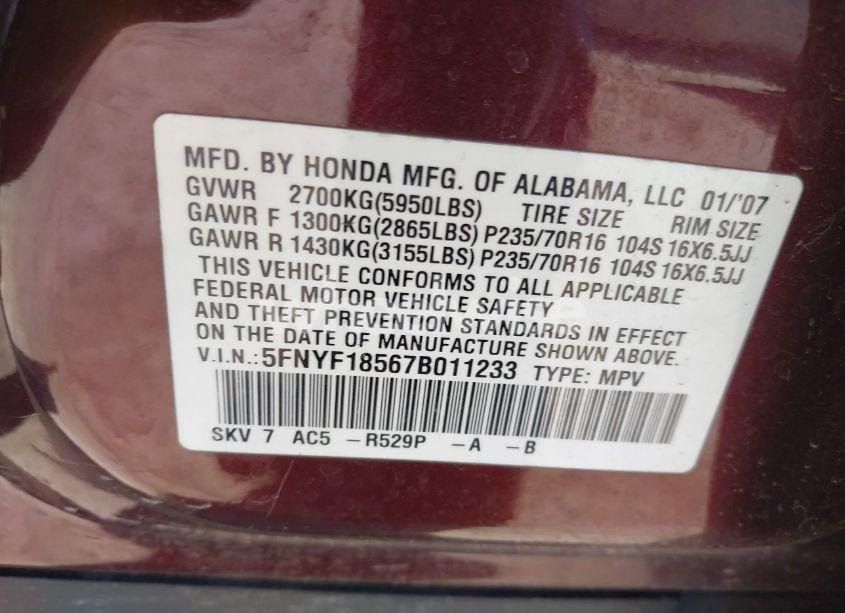 MFD. BY HONDA MFG. OF ALABAMA, LLC 01/'07
GVWR 2700KG(5950LBS) TIRE SIZE RIM SIZE
GAWR F 1300KG(2865LBS) P235/70R16 104S 16X6.5JJ
GAWR R 1430KG(3155LBS) P235/70R16 104S 16X6.5JJ
THIS VEHICLE CONFORMS TO ALL APPLICABLE
FEDERAL MOTOR VEHICLE SAFETY
AND THEFT PREVENTION STANDARDS IN EFFECT
ON THE DATE OF MANUFACTURE SHOWN ABOVE.
V.I.N.:5FNYF18567B011233 TYPE: MPV
SKV 7 AC5 -R529P -A -B